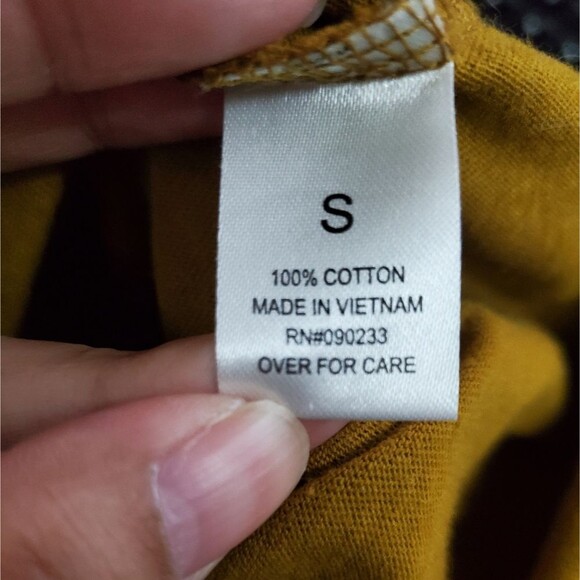 S
100% COTTON
MADE IN VIETNAM
RN#090233
OVER FOR CARE